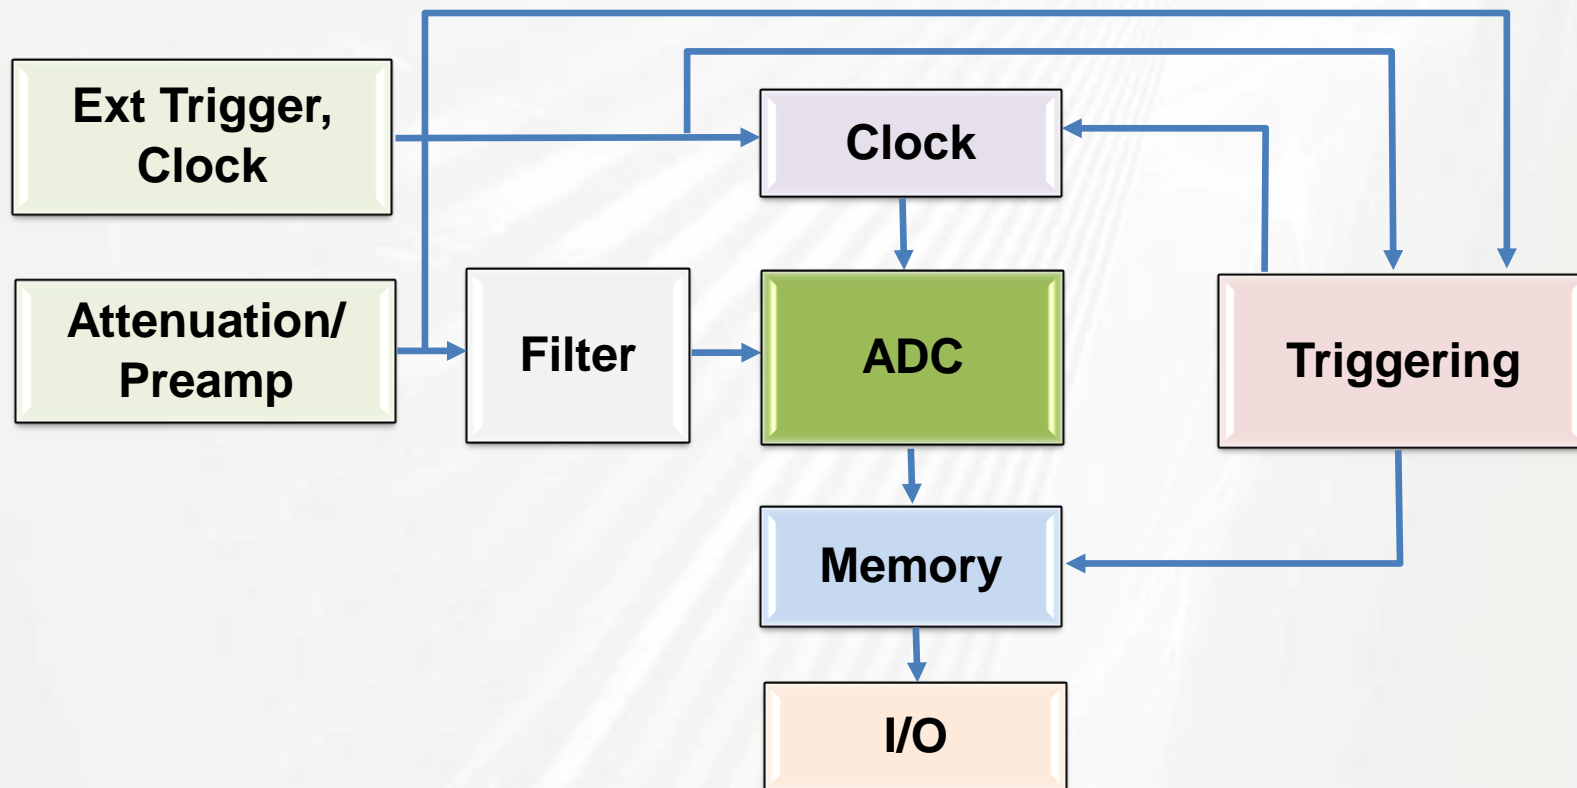 Ext Trigger,
Clock
Clock
Attenuation/
Preamp
Filter
ADC
Triggering
Memory
I/O